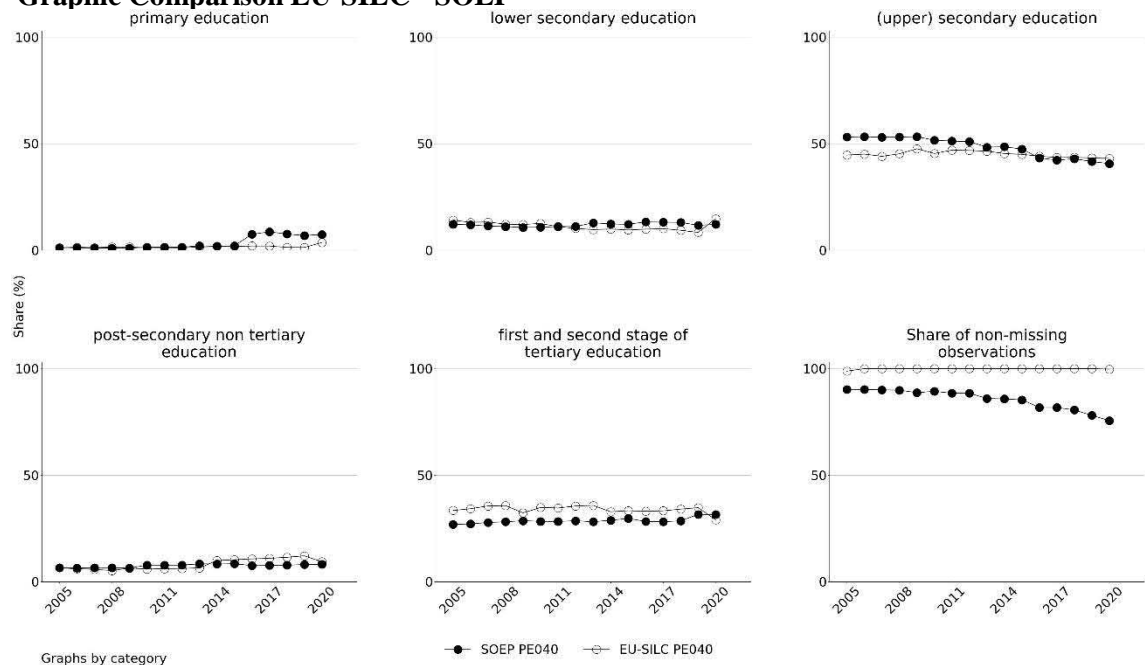 Graphic Comparison EU-SILC - SOEP
primary education
lower secondary education
(upper) secondary education
100
100
100
50
50
50
0
0
0
Share (%)
post-secondary non tertiary
education
first and second stage of
tertiary education
Share of non-missing
observations
100
100
100
50
50
50
0
0
0
2005
2008
2011
2014
2017
2020
2005
2008
2011
2014
2017
2020
2005
2008
2011
2014
2017
2020
SOEP PE040
EU-SILC PE040
Graphs by category